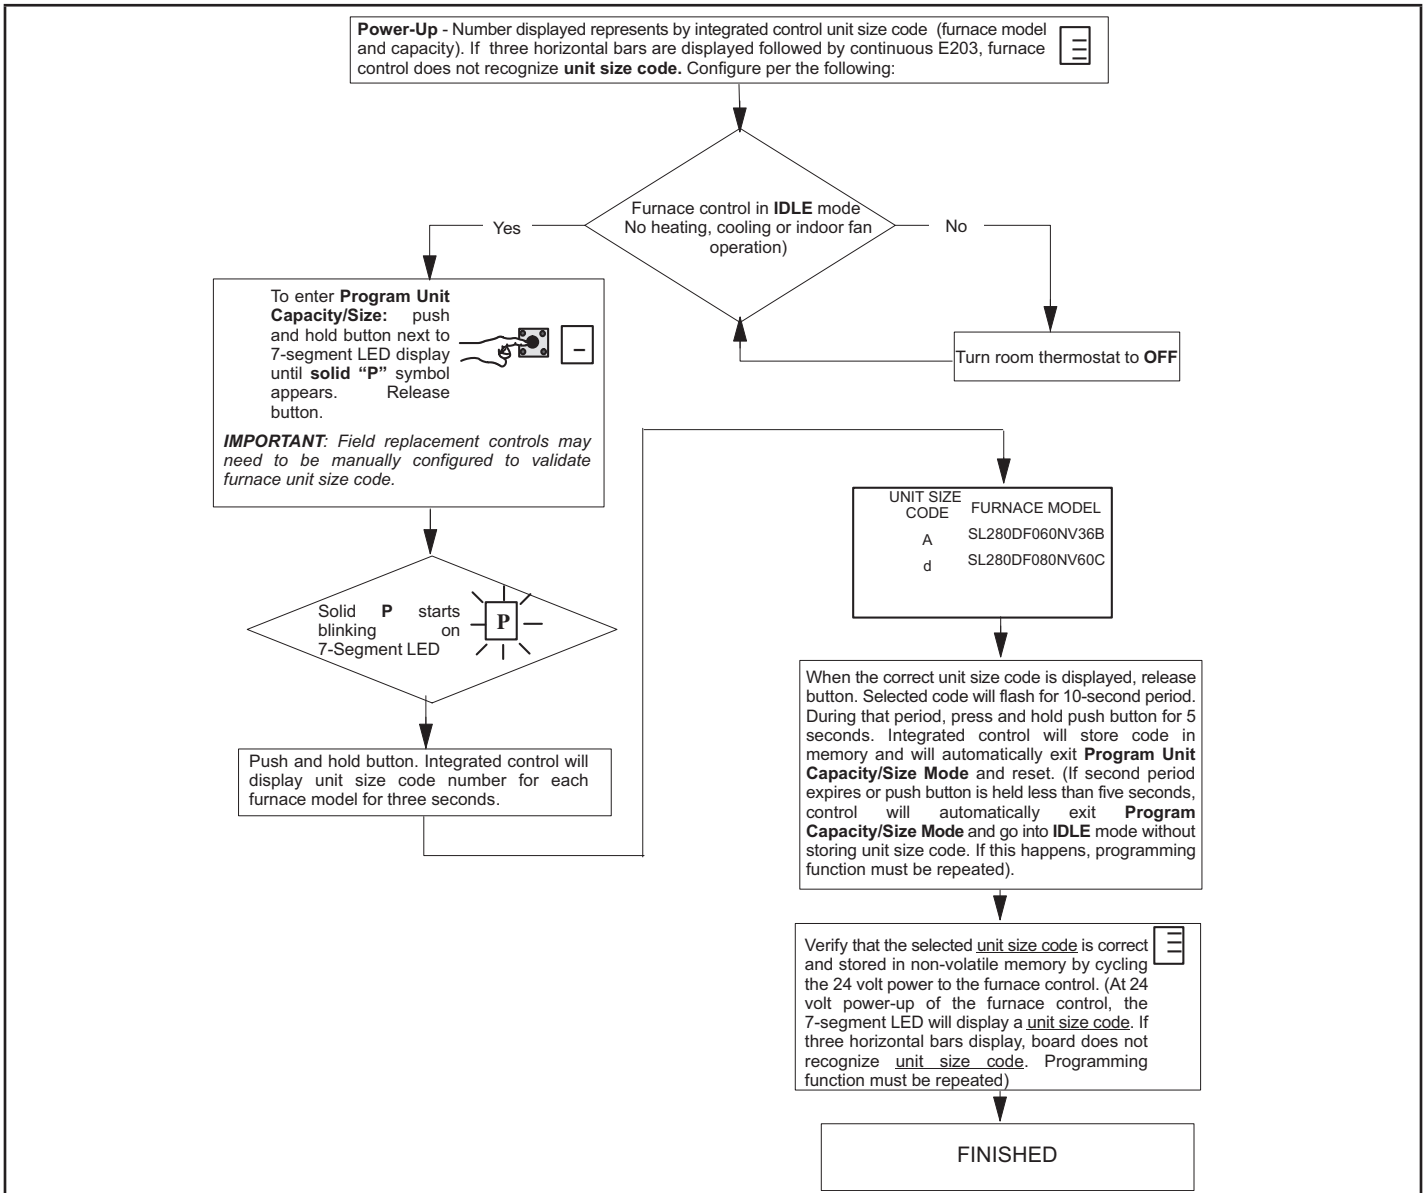 Power-Up - Number displayed represents by integrated control unit size code (furnace model
and capacity). If three horizontal bars are displayed followed by continuous E203, furnace
control does not recognize unit size code. Configure per the following:
Furnace control in IDLE mode
No heating, cooling or indoor fan
operation)
Yes
No
To enter Program Unit
Capacity/Size: push
and hold button next to
7-segment LED display
until solid “P” symbol
appears. Release
button.
IMPORTANT: Field replacement controls may
need to be manually configured to validate
furnace unit size code.
Turn room thermostat to OFF
Solid P starts
blinking on
7-Segment LED
P
Push and hold button. Integrated control will
display unit size code number for each
furnace model for three seconds.
UNIT SIZE
CODE FURNACE MODEL
A SL280DF060NV36B
d SL280DF080NV60C
When the correct unit size code is displayed, release
button. Selected code will flash for 10-second period.
During that period, press and hold push button for 5
seconds. Integrated control will store code in
memory and will automatically exit Program Unit
Capacity/Size Mode and reset. (If second period
expires or push button is held less than five seconds,
control will automatically exit Program
Capacity/Size Mode and go into IDLE mode without
storing unit size code. If this happens, programming
function must be repeated).
Verify that the selected unit size code is correct
and stored in non-volatile memory by cycling
the 24 volt power to the furnace control. (At 24
volt power-up of the furnace control, the
7-segment LED will display a unit size code. If
three horizontal bars display, board does not
recognize unit size code. Programming
function must be repeated)
FINISHED